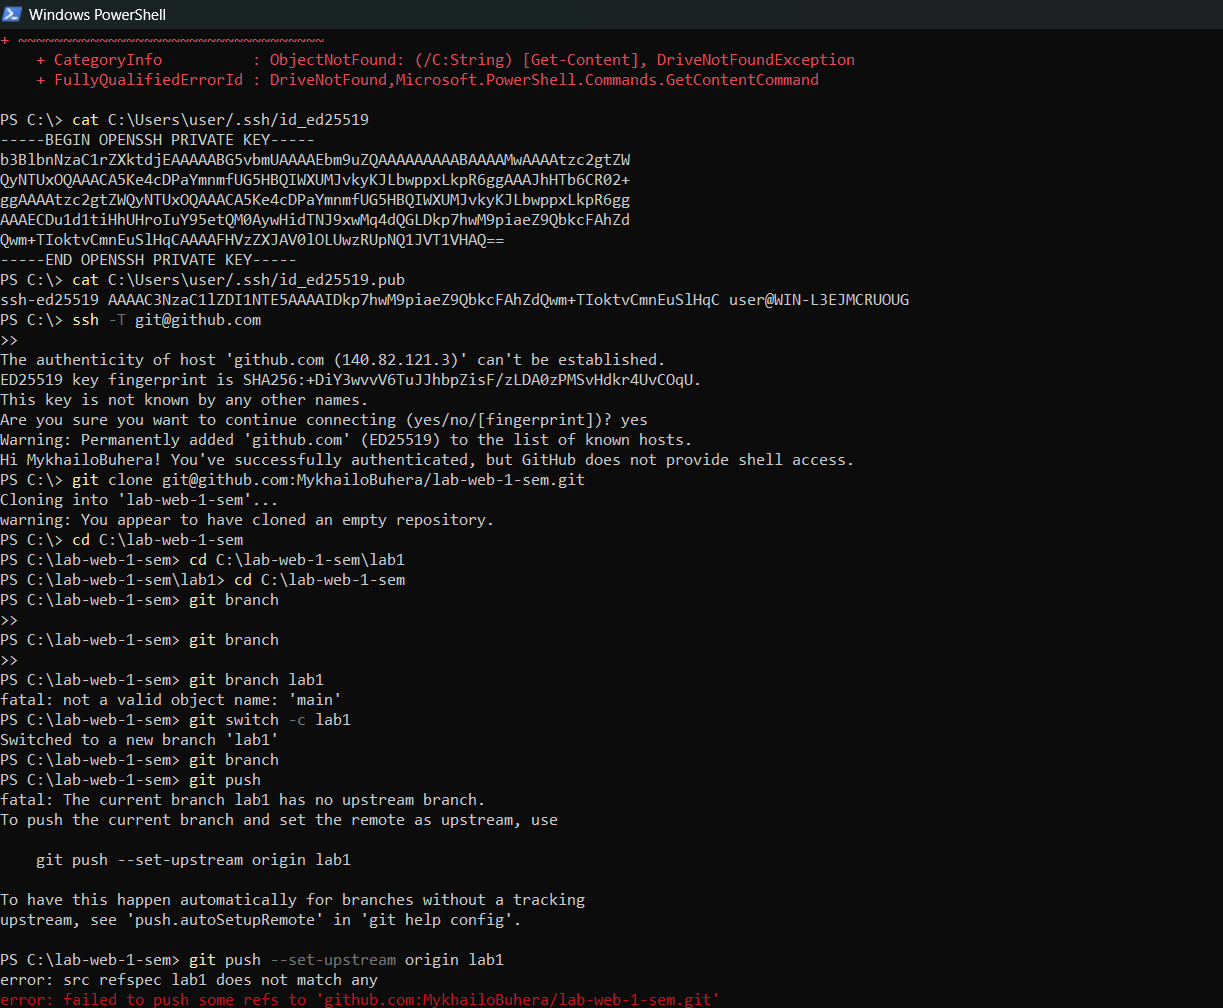 Windows PowerShell
+ ~~~~~~~~~~~~~~~~~~~~~~~~~~~~~~~~~~
+ CategoryInfo          : ObjectNotFound: (/C:String) [Get-Content], DriveNotFoundException
+ FullyQualifiedErrorId : DriveNotFound,Microsoft.PowerShell.Commands.GetContentCommand
PS C:\> cat C:\Users\user/.ssh/id_ed25519
-----BEGIN OPENSSH PRIVATE KEY-----
[private key body withheld: 5 lines]
-----END OPENSSH PRIVATE KEY-----
PS C:\> cat C:\Users\user/.ssh/id_ed25519.pub
ssh-ed25519 AAAAC3NzaC1lZDI1NTE5AAAAIDkp7hwM9piaeZ9QbkcFAhZdQwm+TIoktvCmnEuSlHqC user@WIN-L3EJMCRUOUG
PS C:\> ssh -T git@github.com
>>
The authenticity of host 'github.com (140.82.121.3)' can't be established.
ED25519 key fingerprint is SHA256:+DiY3wvvV6TuJJhbpZisF/zLDA0zPMSvHdkr4UvCOqU.
This key is not known by any other names.
Are you sure you want to continue connecting (yes/no/[fingerprint])? yes
Warning: Permanently added 'github.com' (ED25519) to the list of known hosts.
Hi MykhailoBuhera! You've successfully authenticated, but GitHub does not provide shell access.
PS C:\> git clone git@github.com:MykhailoBuhera/lab-web-1-sem.git
Cloning into 'lab-web-1-sem'...
warning: You appear to have cloned an empty repository.
PS C:\> cd C:\lab-web-1-sem
PS C:\lab-web-1-sem> cd C:\lab-web-1-sem\lab1
PS C:\lab-web-1-sem\lab1> cd C:\lab-web-1-sem
PS C:\lab-web-1-sem> git branch
>>
PS C:\lab-web-1-sem> git branch
>>
PS C:\lab-web-1-sem> git branch lab1
fatal: not a valid object name: 'main'
PS C:\lab-web-1-sem> git switch -c lab1
Switched to a new branch 'lab1'
PS C:\lab-web-1-sem> git branch
PS C:\lab-web-1-sem> git push
fatal: The current branch lab1 has no upstream branch.
To push the current branch and set the remote as upstream, use
git push --set-upstream origin lab1
To have this happen automatically for branches without a tracking
upstream, see 'push.autoSetupRemote' in 'git help config'.
PS C:\lab-web-1-sem> git push --set-upstream origin lab1
error: src refspec lab1 does not match any
error: failed to push some refs to 'github.com:MykhailoBuhera/lab-web-1-sem.git'